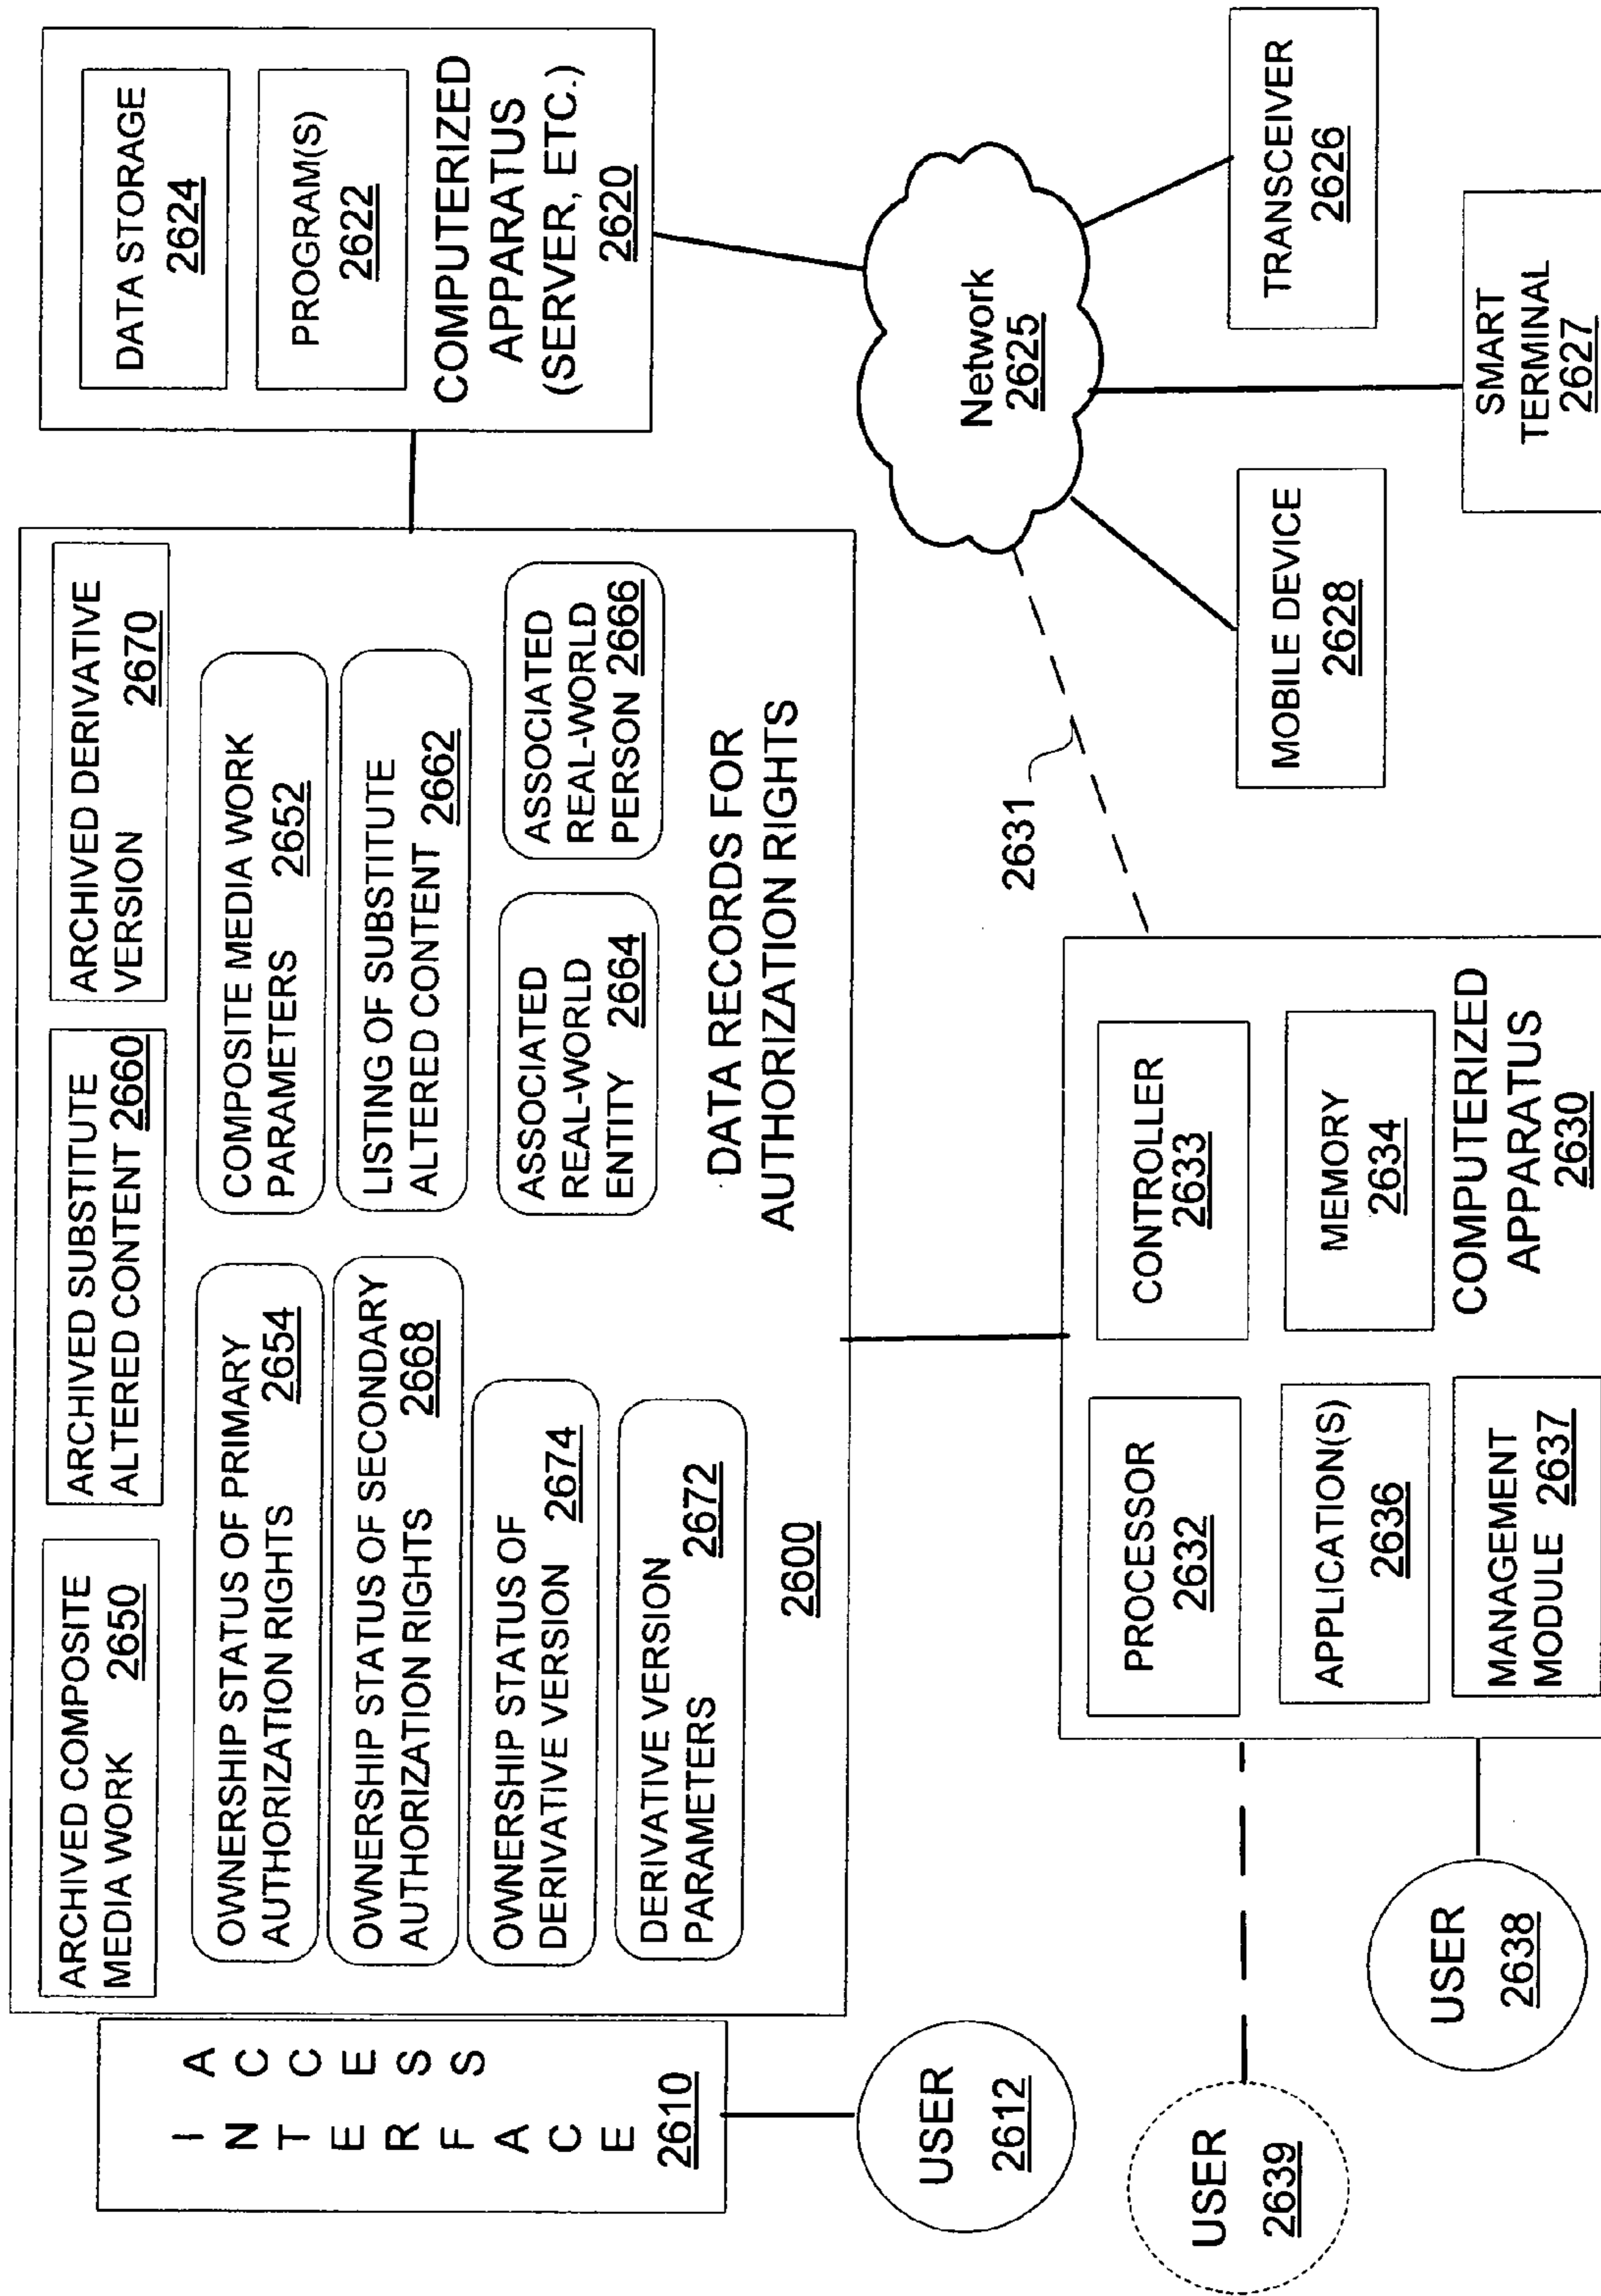 ACCESS
INTERFACE
2610
USER
2612
ARCHIVED COMPOSITE
MEDIA WORK 2650
ARCHIVED SUBSTITUTE
ALTERED CONTENT 2660
ARCHIVED DERIVATIVE
VERSION 2670
OWNERSHIP STATUS OF PRIMARY
AUTHORIZATION RIGHTS 2654
OWNERSHIP STATUS OF SECONDARY
AUTHORIZATION RIGHTS 2668
OWNERSHIP STATUS OF
DERIVATIVE VERSION 2674
DERIVATIVE VERSION
PARAMETERS 2672
2600
COMPOSITE MEDIA WORK
PARAMETERS 2652
LISTING OF SUBSTITUTE
ALTERED CONTENT 2662
ASSOCIATED
REAL-WORLD
ENTITY 2664
ASSOCIATED
REAL-WORLD
PERSON 2666
DATA RECORDS FOR
AUTHORIZATION RIGHTS
DATA STORAGE
2624
PROGRAM(S)
2622
COMPUTERIZED
APPARATUS
(SERVER, ETC.)
2620
USER
2639
USER
2638
PROCESSOR
2632
CONTROLLER
2633
APPLICATION(S)
2636
MEMORY
2634
MANAGEMENT
MODULE 2637
COMPUTERIZED
APPARATUS
2630
2631
Network
2625
MOBILE DEVICE
2628
SMART
TERMINAL
2627
TRANSCEIVER
2626